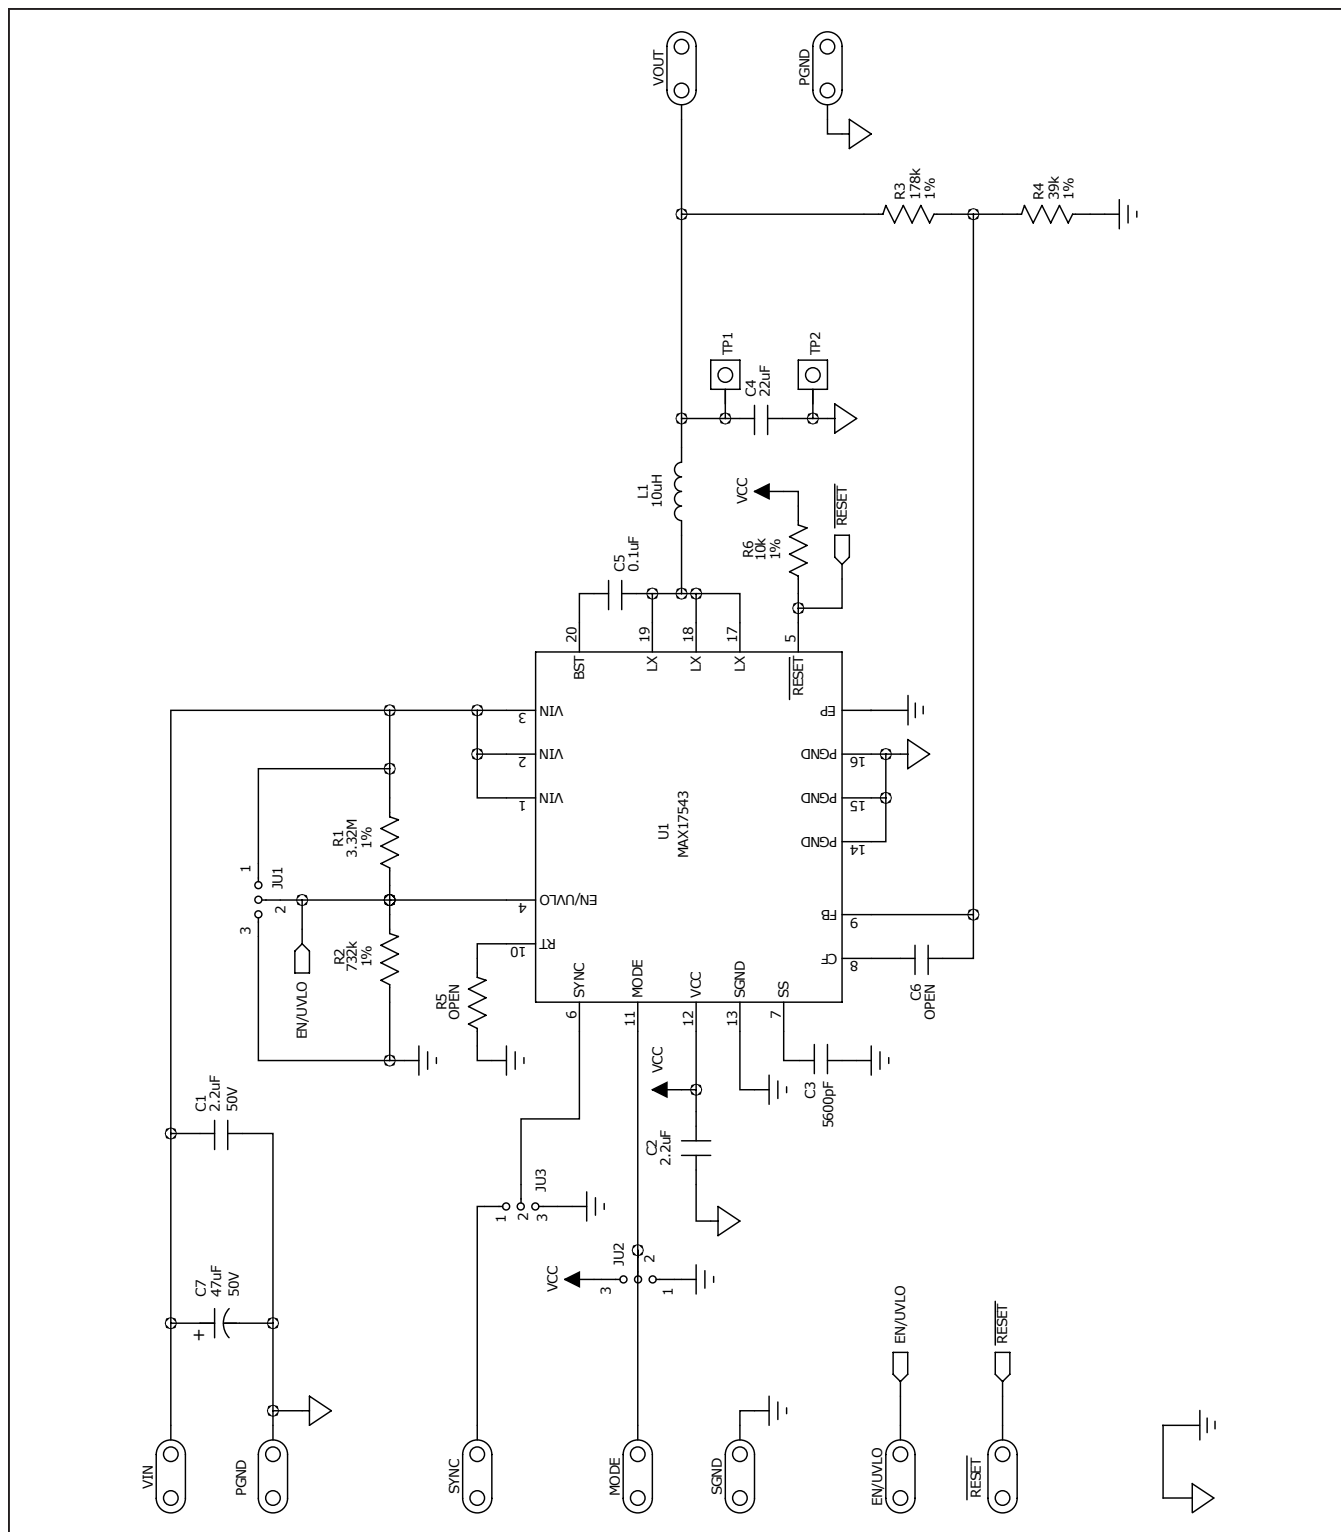 VIN
PGND
C7
47uF
50V
+
C1
2.2uF
50V
EN/UVLO
JU1
1
2
3
R1
3.32M
1%
R2
732k
1%
R5
OPEN
SYNC
JU3
1
2
3
MODE
JU2
VCC
3
2
1
SGND
EN/UVLO
EN/UVLO
RESET
RESET
VCC
C2
2.2uF
C3
5600pF
C6
OPEN
U1
MAX17543
3
VIN
2
VIN
1
VIN
4
EN/UVLO
10
RT
6
SYNC
11
MODE
12
VCC
13
SGND
7
SS
8
CF
9
FB
14
PGND
15
PGND
16
PGND
EP
5
RESET
17
LX
18
LX
19
LX
20
BST
C5
0.1uF
L1
10uH
VCC
R6
10k
1%
RESET
TP1
C4
22uF
TP2
R3
178k
1%
R4
39k
1%
VOUT
PGND